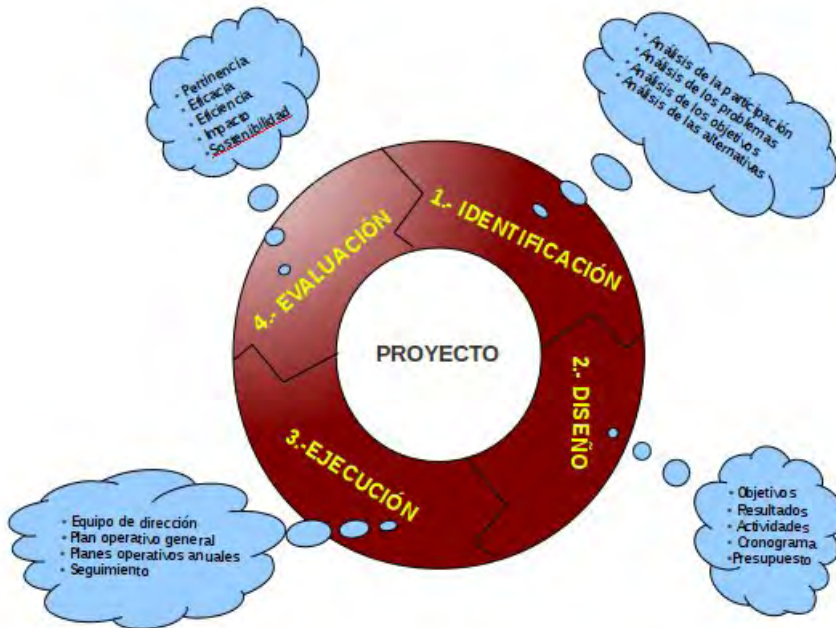 • Pertinencia
• Eficacia
• Eficiencia
• Impacto
• Sostenibilidad
• Análisis de la participación
• Análisis de los problemas
• Análisis de los objetivos
• Análisis de las alternativas
1.- IDENTIFICACIÓN
4.- EVALUACIÓN
PROYECTO
2.- DISEÑO
3.-EJECUCIÓN
• Objetivos
• Resultados
• Actividades
• Cronograma
•Presupuesto
• Equipo de dirección
• Plan operativo general
• Planes operativos anuales
• Seguimiento